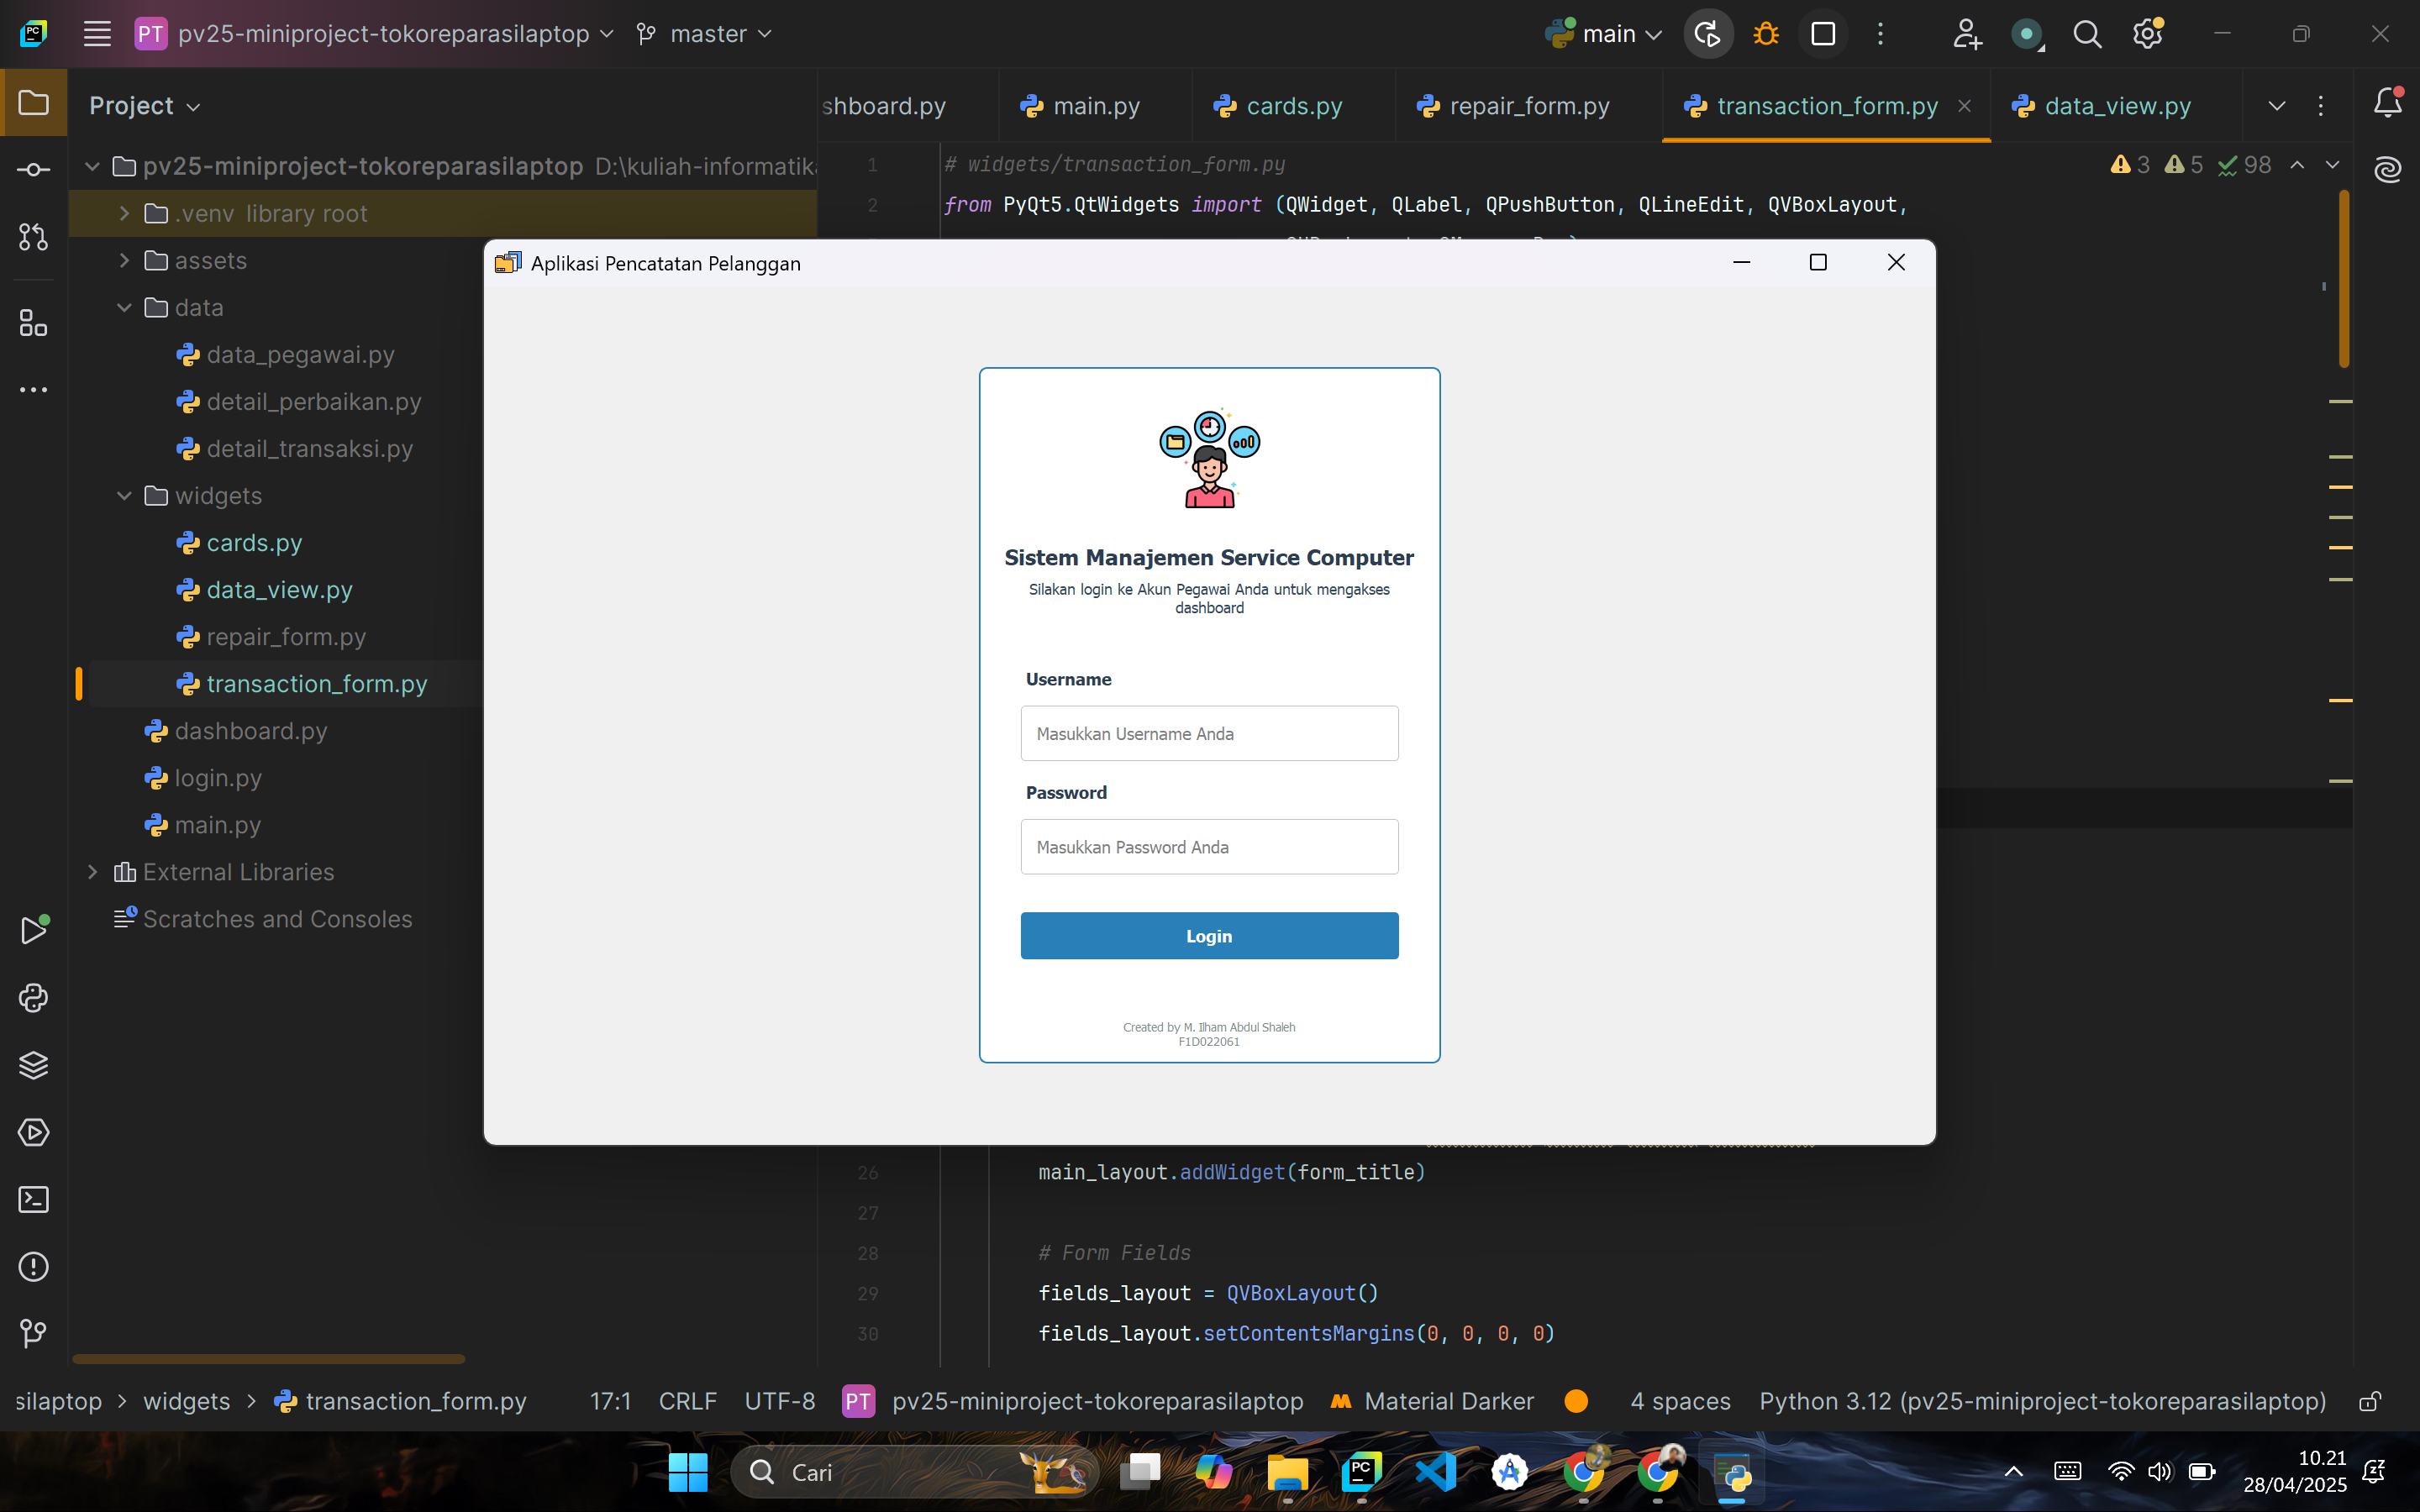 PC
PT pv25-miniproject-tokoreparasilaptop
master
main
Project
shboard.py
main.py
cards.py
repair_form.py
transaction_form.py
data_view.py
pv25-miniproject-tokoreparasilaptop D:\kuliah-informatika
.venv library root
assets
data
data_pegawai.py
detail_perbaikan.py
detail_transaksi.py
widgets
cards.py
data_view.py
repair_form.py
transaction_form.py
dashboard.py
login.py
main.py
External Libraries
Scratches and Consoles
1 # widgets/transaction_form.py
3 5 98
2 from PyQt5.QtWidgets import (QWidget, QLabel, QPushButton, QLineEdit, QVBoxLayout,
Aplikasi Pencatatan Pelanggan
Sistem Manajemen Service Computer
Silakan login ke Akun Pegawai Anda untuk mengakses
dashboard
Username
Masukkan Username Anda
Password
Masukkan Password Anda
Login
Created by M. Ilham Abdul Shaleh
F1D022061
26 main_layout.addWidget(form_title)
27
28 # Form Fields
29 fields_layout = QVBoxLayout()
30 fields_layout.setContentsMargins(0, 0, 0, 0)
silaptop > widgets > transaction_form.py
17:1 CRLF UTF-8 PT pv25-miniproject-tokoreparasilaptop Material Darker 4 spaces Python 3.12 (pv25-miniproject-tokoreparasilaptop)
Cari
PC
10.21
28/04/2025